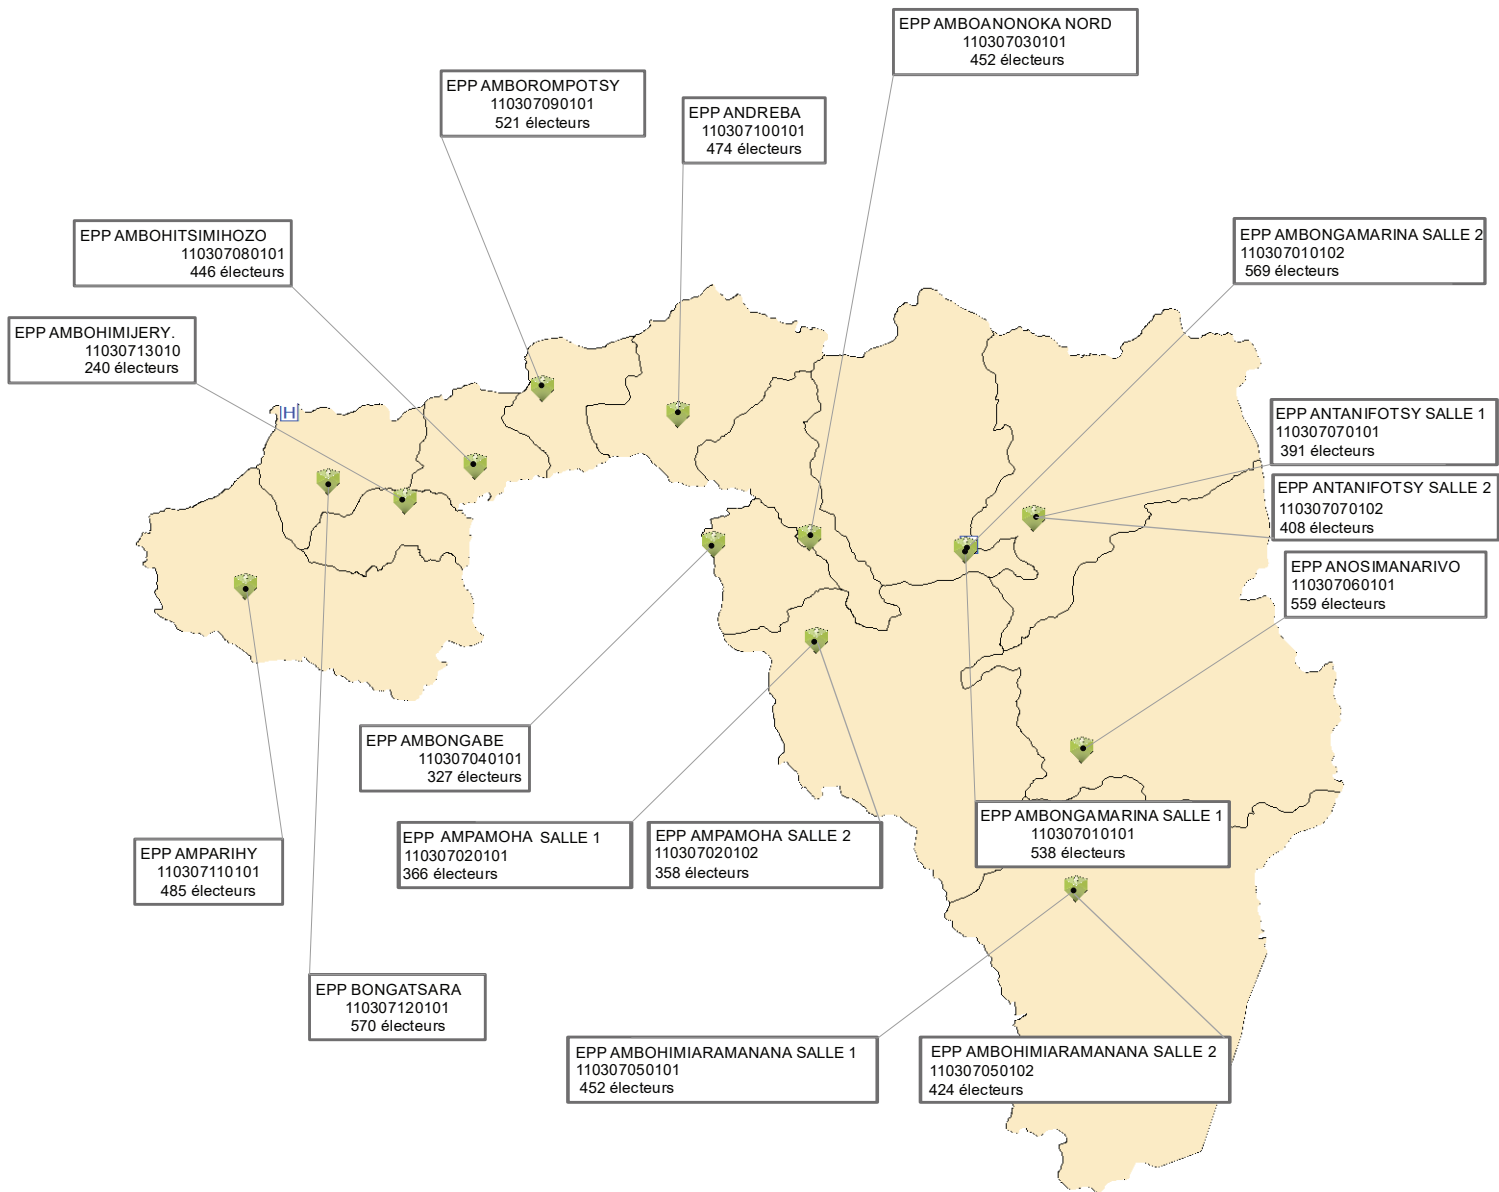 EPP AMBOANONOKA NORD
110307030101
452 électeurs
EPP AMBOROMPOTSY
110307090101
521 électeurs
EPP ANDREBA
110307100101
474 électeurs
EPP AMBOHITSIMIHOZO
110307080101
446 électeurs
EPP AMBONGAMARINA SALLE 2
110307010102
569 électeurs
EPP AMBOHIMIJERY.
11030713010
240 électeurs
H
EPP ANTANIFOTSY SALLE 1
110307070101
391 électeurs
EPP ANTANIFOTSY SALLE 2
110307070102
408 électeurs
EPP ANOSIMANARIVO
110307060101
559 électeurs
EPP AMBONGABE
110307040101
327 électeurs
EPP AMPAMOHA SALLE 1
110307020101
366 électeurs
EPP AMPAMOHA SALLE 2
110307020102
358 électeurs
EPP AMBONGAMARINA SALLE 1
110307010101
538 électeurs
EPP AMPARIHY
110307110101
485 électeurs
EPP BONGATSARA
110307120101
570 électeurs
EPP AMBOHIMIARAMANANA SALLE 1
110307050101
452 électeurs
EPP AMBOHIMIARAMANANA SALLE 2
110307050102
424 électeurs